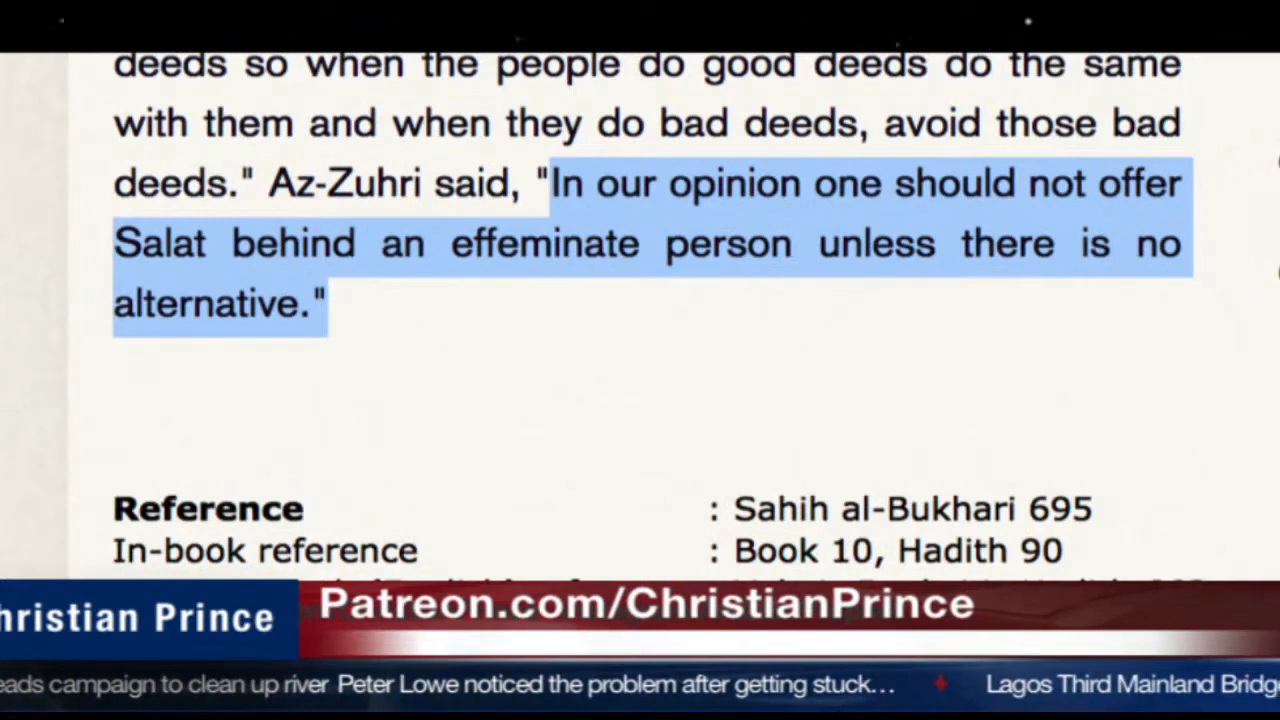 deeds so when the people do good deeds do the same
with them and when they do bad deeds, avoid those bad
deeds." Az-Zuhri said, "In our opinion one should not offer
Salat behind an effeminate person unless there is no
alternative."
Reference : Sahih al-Bukhari 695
In-book reference : Book 10, Hadith 90
hristian Prince
Patreon.com/ChristianPrince
eads campaign to clean up river Peter Lowe noticed the problem after getting stuck... Lagos Third Mainland Bridge